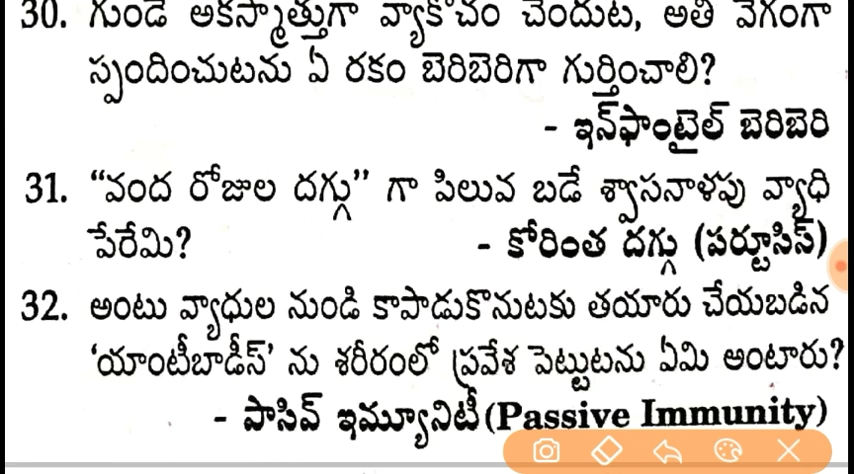 30. గుండె అకస్మాత్తుగా వ్యాకోచం చెందుట, అతి వేగంగా
స్పందించుటను ఏ రకం బెరిబెరిగా గుర్తించాలి?
- ఇన్‌ఫాంటైల్ బెరిబెరి
31. “వంద రోజుల దగ్గు” గా పిలువ బడే శ్వాసనాళపు వ్యాధి
పేరేమి? - కోరింత దగ్గు (పర్టూసిస్)
32. అంటు వ్యాధుల నుండి కాపాడుకొనుటకు తయారు చేయబడిన
‘యాంటీబాడీస్’ ను శరీరంలో ప్రవేశ పెట్టుటను ఏమి అంటారు?
- పాసివ్ ఇమ్యూనిటీ (Passive Immunity)